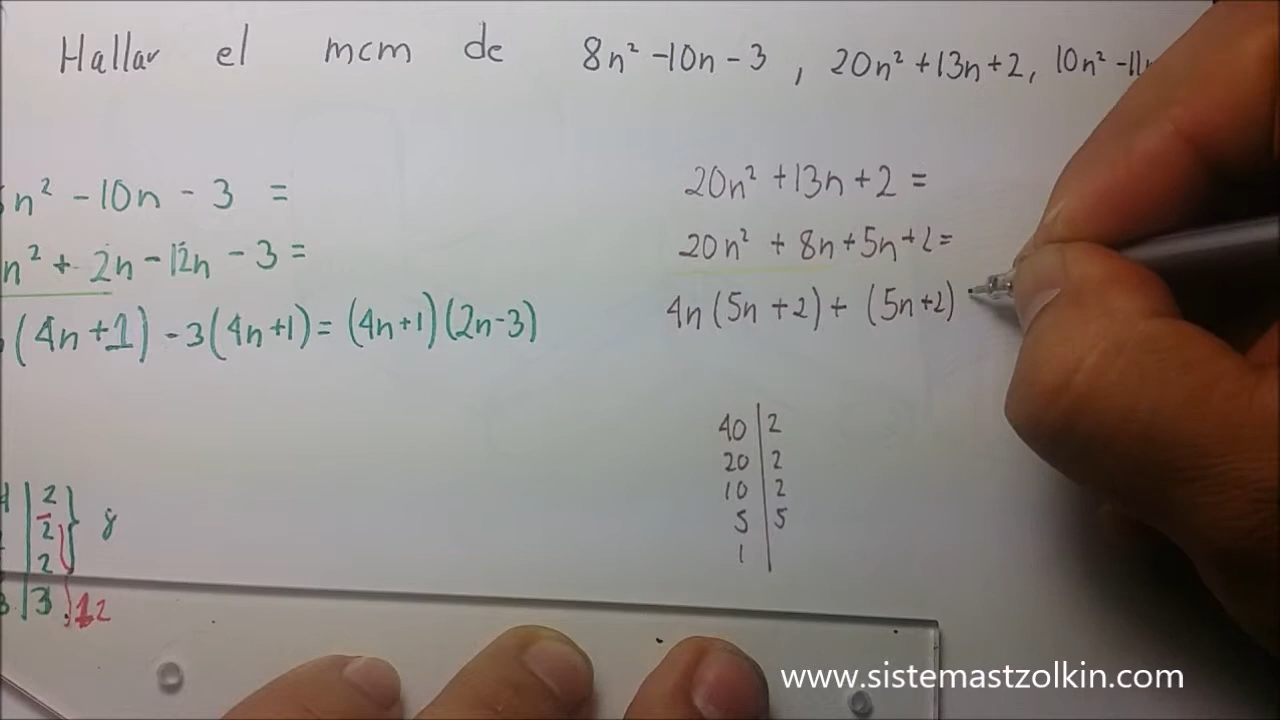 Hallar el mcm de 8n² -10n - 3 , 20n² +13n + 2, 10n² -11n
n² - 10n - 3 =
n² + 2n - 12n - 3 =
(4n + 1) - 3(4n+1) = (4n+1)(2n-3)
20n² +13n + 2 =
20n² + 8n + 5n + 2 =
4n(5n + 2) + (5n+2)
40 | 2
20 | 2
10 | 2
5 | 5
1 |
2
2 } 8
2
3 | 3 } 12
www.sistemastzolkin.com